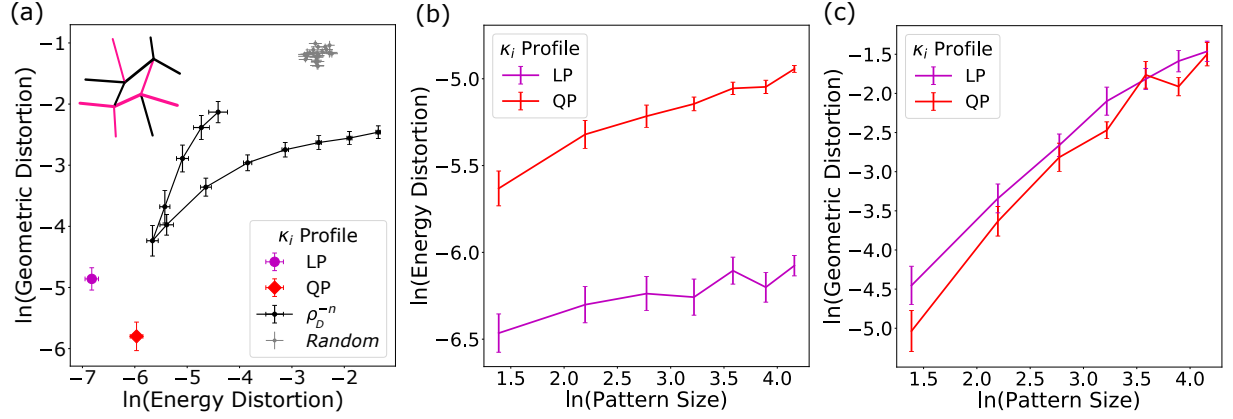 (a)
ln(Geometric Distortion)
−1
−2
−3
−4
−5
−6
κ_i Profile
LP
QP
ρ_D^{−n}
Random
−7 −6 −5 −4 −3 −2
ln(Energy Distortion)
(b)
ln(Energy Distortion)
−5.0
−5.5
−6.0
−6.5
κ_i Profile
LP
QP
1.5 2.0 2.5 3.0 3.5 4.0
ln(Pattern Size)
(c)
ln(Geometric Distortion)
−1.5
−2.0
−2.5
−3.0
−3.5
−4.0
−4.5
−5.0
κ_i Profile
LP
QP
1.5 2.0 2.5 3.0 3.5 4.0
ln(Pattern Size)